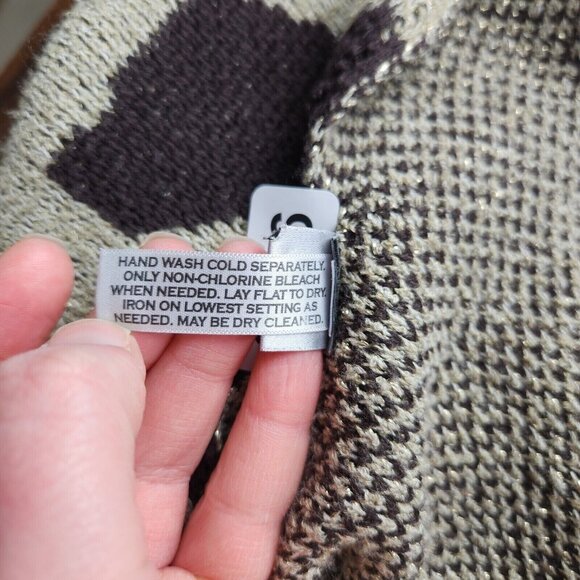 S
HAND WASH COLD SEPARATELY.
ONLY NON-CHLORINE BLEACH
WHEN NEEDED. LAY FLAT TO DRY.
IRON ON LOWEST SETTING AS
NEEDED. MAY BE DRY CLEANED.